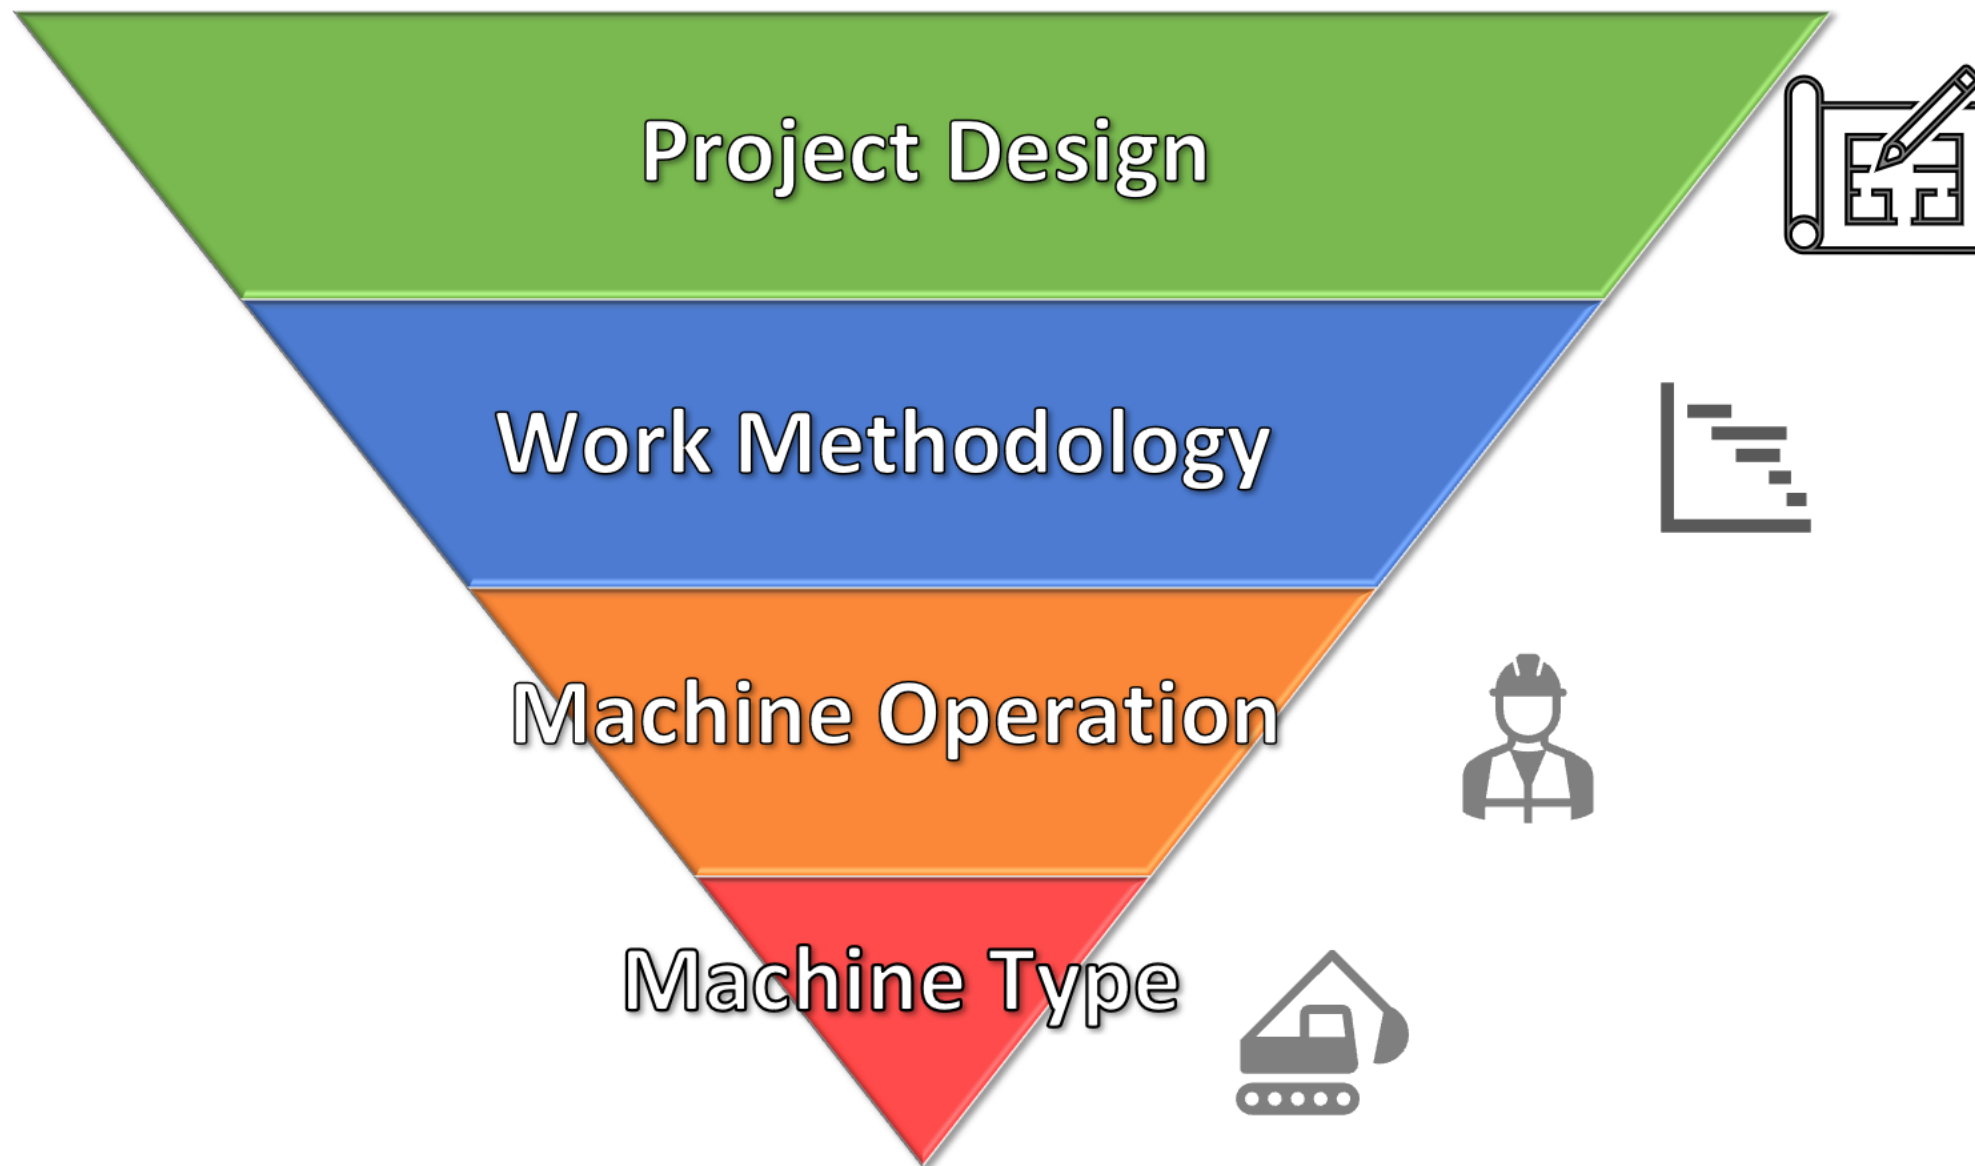 Project Design
Work Methodology
Machine Operation
Machine Type